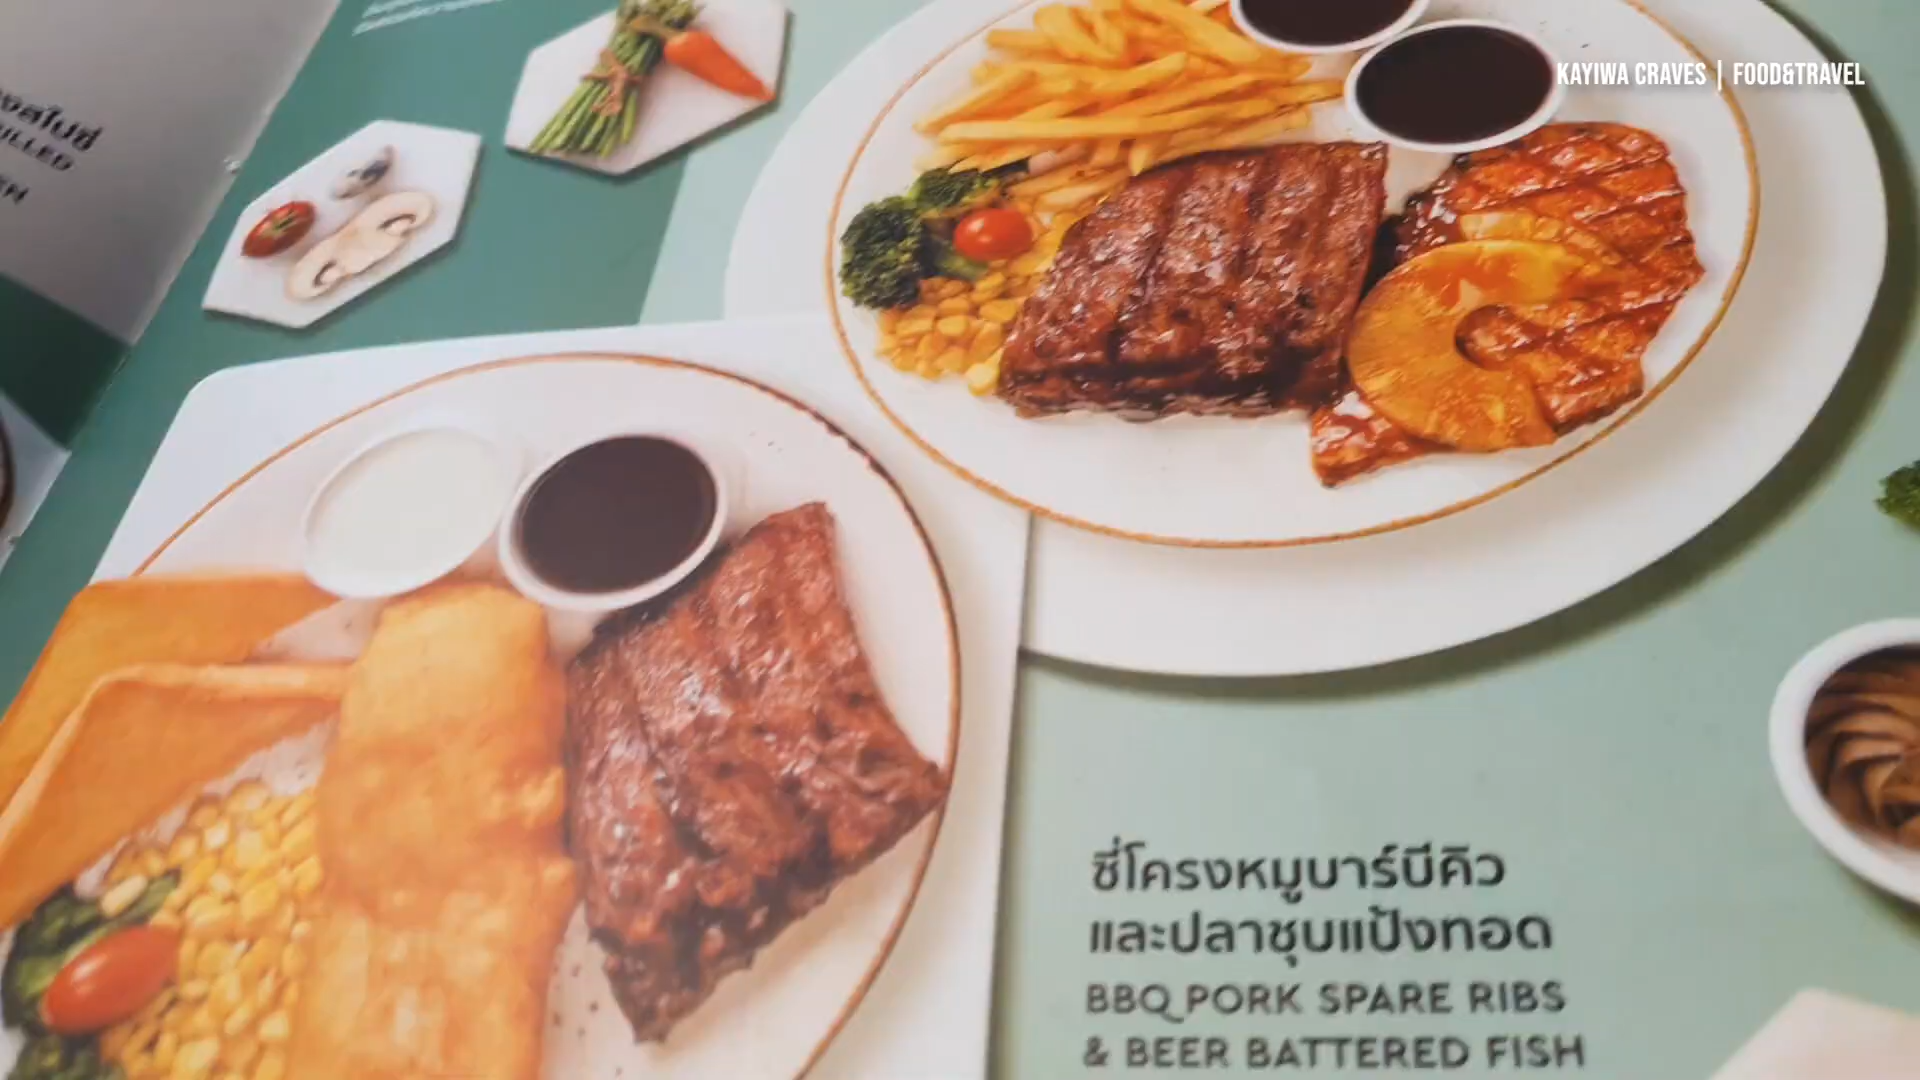 KAYIWA CRAVES | FOOD&TRAVEL
ซี่โครงหมูบาร์บีคิว
และปลาชุบแป้งทอด
BBQ PORK SPARE RIBS
& BEER BATTERED FISH